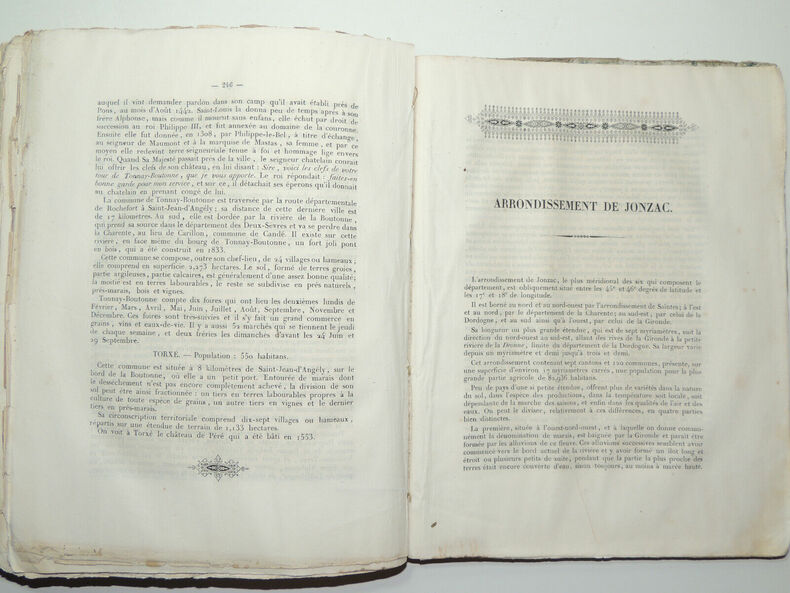 — 246 —
auquel il vint demander pardon dans son camp qu'il avait établi près de
Pons, au mois d'Août 1442. Saint-Louis la donna peu de temps après à son
frère Alphonse, mais comme il mourut sans enfans, elle échut par droit de
succession au roi Philippe III, et fut annexée au domaine de la couronne.
Ensuite elle fut donnée, en 1308, par Philippe-le-Bel, à titre d'échange,
au seigneur de Maumont et à la marquise de Mastas, sa femme, et par ce
moyen elle redevint terre seigneuriale tenue à foi et hommage lige envers
le roi. Quand Sa Majesté passait près de la ville, le seigneur chatelain courait
lui offrir les clefs de son château, en lui disant : Sire, voici les clefs de votre
tour de Tonnay-Boutonne, que je vous apporte. Le roi répondait : faites-en
bonne garde pour mon service, et sur ce, il détachait ses éperons qu'il donnait
au chatelain en prenant congé de lui.
La commune de Tonnay-Boutonne est traversée par la route départementale
de Rochefort à Saint-Jean-d'Angély; sa distance de cette dernière ville est
de 17 kilomètres. Au sud, elle est bordée par la rivière de la Boutonne,
qui prend sa source dans le département des Deux-Sèvres et va se perdre dans
la Charente, au lieu de Carillon, commune de Candé. Il existe sur cette
rivière, en face même du bourg de Tonnay-Boutonne, un fort joli pont
en bois, qui a été construit en 1833.
Cette commune se compose, outre son chef-lieu, de 24 villages ou hameaux;
elle comprend en superficie 2,273 hectares. Le sol, formé de terres groies,
partie argileuses, partie calcaires, est généralement d'une assez bonne qualité;
la moitié est en terres labourables, le reste se subdivise en prés naturels,
prés-marais, bois et vignes.
Tonnay-Boutonne compte dix foires qui ont lieu les deuxièmes lundis de
Février, Mars, Avril, Mai, Juin, Juillet, Août, Septembre, Novembre et
Décembre. Ces foires sont très-suivies et il s'y fait un grand commerce en
grains, vins et eaux-de-vie. Il y a aussi 52 marchés qui se tiennent le jeudi
de chaque semaine, et deux fréries les dimanches d'avant les 24 Juin et
29 Septembre.
TORXE. — Population : 550 habitans.
Cette commune est située à 8 kilomètres de Saint-Jean-d'Angély, sur le
bord de la Boutonne, où elle a un petit port. Entourée de marais dont
le desséchement n'est pas encore complètement achevé, la division de son
sol peut être ainsi fractionnée : un tiers en terres labourables propres à la
culture de toute espèce de grains, un autre tiers en vignes et le dernier
tiers en prés-marais.
Sa circonscription territoriale comprend dix-sept villages ou hameaux,
répartis sur une étendue de terrain de 1,135 hectares.
On voit à Torxé le château de Péré qui a été bâti en 1553.
ARRONDISSEMENT DE JONZAC.
L'arrondissement de Jonzac, le plus méridional des six qui composent le
département, est obliquement situé entre les 45e et 46e degrés de latitude et
les 17e et 18e de longitude.
Il est borné au nord et au nord-ouest par l'arrondissement de Saintes; à l'est
et au nord, par le département de la Charente; au sud-est, par celui de la
Dordogne, et au sud ainsi qu'à l'ouest, par celui de la Gironde.
Sa longueur ou plus grande étendue, qui est de sept myriamètres, suit la
direction du nord-ouest au sud-est, allant des rives de la Gironde à la petite
rivière de la Dronne, limite du département de la Dordogne. Sa largeur varie
depuis un myriamètre et demi jusqu'à trois et demi.
Cet arrondissement contenant sept cantons et 120 communes, présente, sur
une superficie d'environ 17 myriamètres carrés, une population pour la plus
grande partie agricole de 82,936 habitans.
Peu de pays d'une si petite étendue, offrent plus de variétés dans la nature
du sol, dans l'espèce des productions, dans la température soit locale, soit
dépendante de la marche des saisons, et enfin dans les qualités de l'air et des
eaux. On peut le diviser, relativement à ces différences, en quatre parties
bien distinctes.
La première, située à l'ouest-nord-ouest, et à laquelle on donne commu-
nément la dénomination de marais, est baignée par la Gironde et paraît être
formée par les alluvions de ce fleuve. Ces alluvions successives semblent avoir
commencé vers le bord actuel de la rivière et y avoir formé un ilot long et
étroit ou plusieurs petits de suite, pendant que la partie la plus proche des
terres était encore couverte d'eau, sinon toujours, au moins à marée haute.